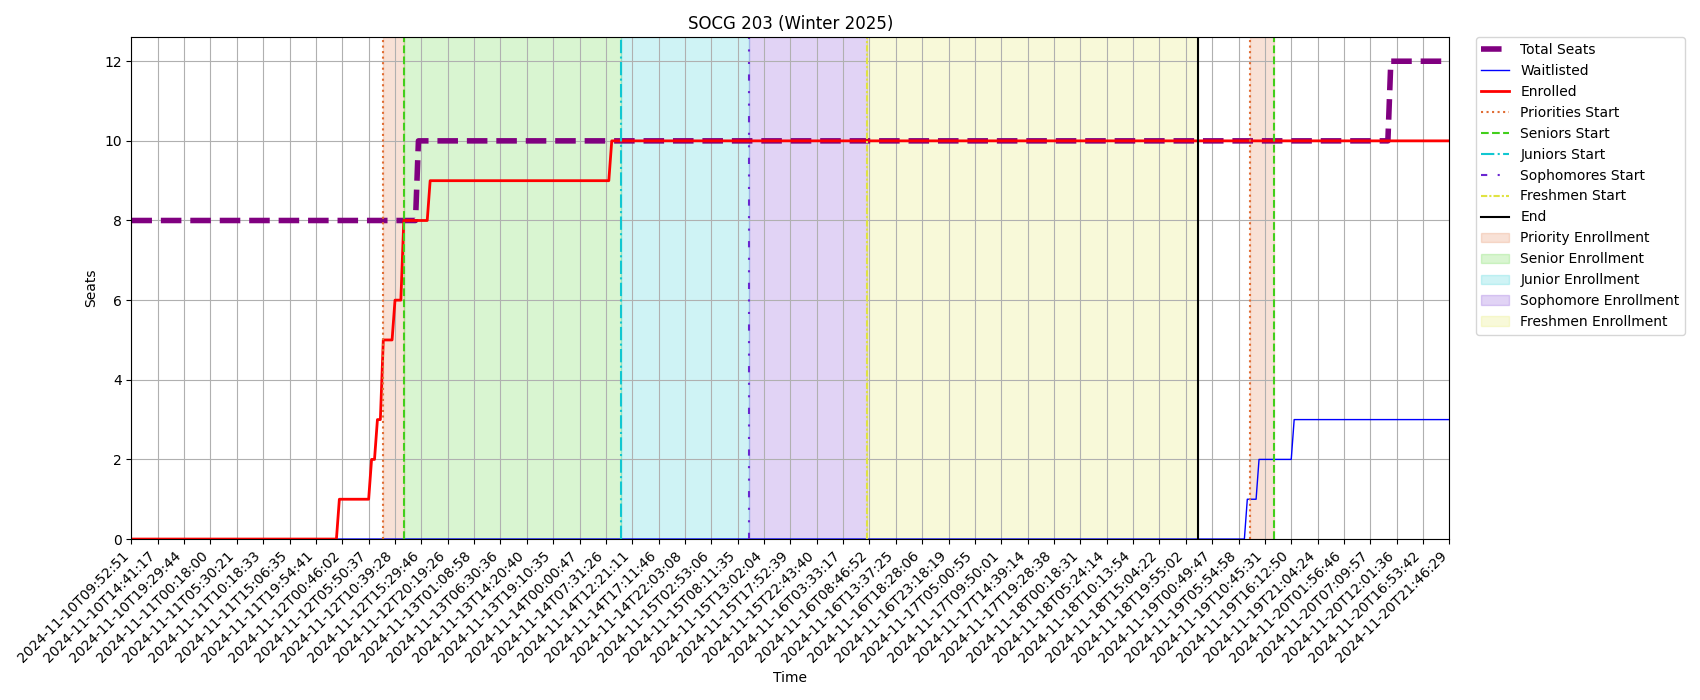 SOCG 203 (Winter 2025)
Total Seats
Waitlisted
Enrolled
Priorities Start
Seniors Start
Juniors Start
Sophomores Start
Freshmen Start
End
Priority Enrollment
Senior Enrollment
Junior Enrollment
Sophomore Enrollment
Freshmen Enrollment
Seats
12
10
8
6
4
2
0
2024-11-10T09:52:51
2024-11-10T14:41:17
2024-11-10T19:29:44
2024-11-11T00:18:00
2024-11-11T05:30:21
2024-11-11T10:18:33
2024-11-11T15:06:35
2024-11-11T19:54:41
2024-11-12T00:46:02
2024-11-12T05:50:37
2024-11-12T10:39:28
2024-11-12T15:29:46
2024-11-12T20:19:26
2024-11-13T01:08:58
2024-11-13T06:30:36
2024-11-13T14:20:40
2024-11-13T19:10:35
2024-11-14T00:00:47
2024-11-14T07:31:26
2024-11-14T12:21:11
2024-11-14T17:11:46
2024-11-14T22:03:08
2024-11-15T02:53:06
2024-11-15T08:11:35
2024-11-15T13:02:04
2024-11-15T17:52:39
2024-11-15T22:43:40
2024-11-16T03:33:17
2024-11-16T08:46:52
2024-11-16T13:37:25
2024-11-16T18:28:06
2024-11-16T23:18:19
2024-11-17T05:00:55
2024-11-17T09:50:01
2024-11-17T14:39:14
2024-11-17T19:28:38
2024-11-18T00:18:31
2024-11-18T05:24:14
2024-11-18T10:13:54
2024-11-18T15:04:22
2024-11-18T19:55:02
2024-11-19T00:49:47
2024-11-19T05:54:58
2024-11-19T10:45:31
2024-11-19T16:12:50
2024-11-19T21:04:24
2024-11-20T01:56:46
2024-11-20T07:09:57
2024-11-20T12:01:36
2024-11-20T16:53:42
2024-11-20T21:46:29
Time